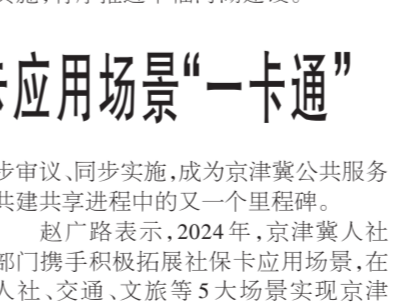 应用场景“一卡通”
步审议、同步实施，成为京津冀公共服务
共建共享进程中的又一个里程碑。
赵广路表示，2024年，京津冀人社
部门携手积极拓展社保卡应用场景，在
人社、交通、文旅等5大场景实现京津